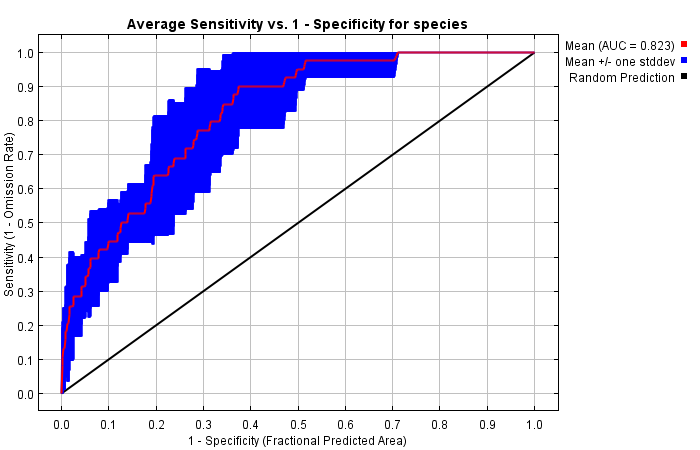 Average Sensitivity vs. 1 - Specificity for species
Mean (AUC = 0.823)
Mean +/- one stddev
Random Prediction
Sensitivity (1 - Omission Rate)
1.0
0.9
0.8
0.7
0.6
0.5
0.4
0.3
0.2
0.1
0.0
0.0 0.1 0.2 0.3 0.4 0.5 0.6 0.7 0.8 0.9 1.0
1 - Specificity (Fractional Predicted Area)